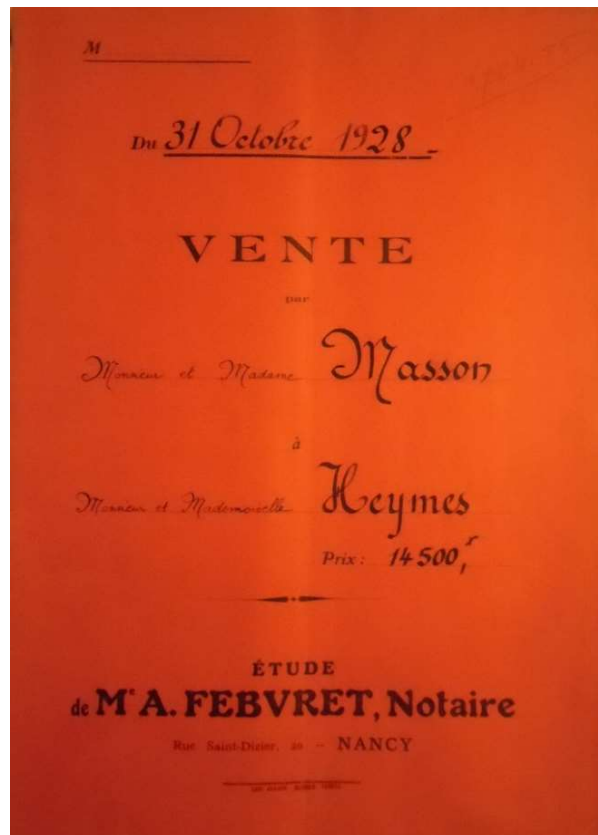 M
Du 31 Octobre 1928 -
VENTE
par
Monsieur et Madame Masson
à
Monsieur et Mademoiselle Heymes
Prix : 14500,f
ÉTUDE
de Me A. FEBVRET, Notaire
Rue Saint-Dizier, - NANCY